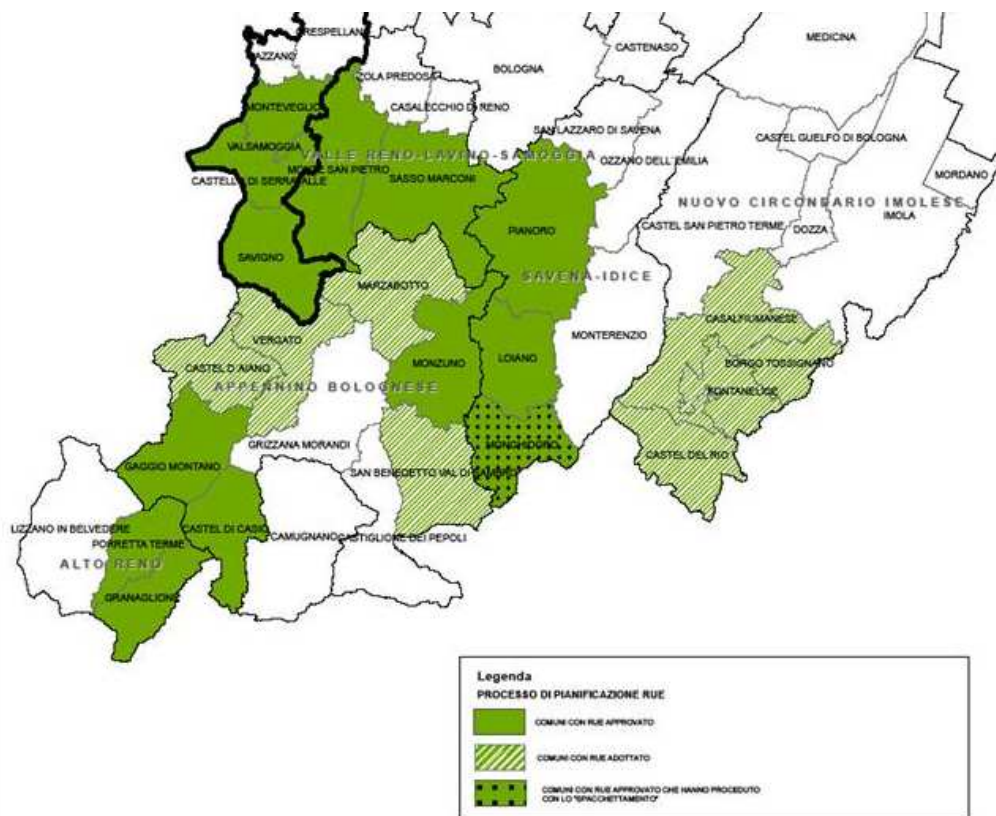 CRESPELLANO
BAZZANO
CASTENASO
MEDICINA
BOLOGNA
ZOLA PREDOSA
MONTEVEGLIO
CASALECCHIO DI RENO
SAN LAZZARO DI SAVENA
CASTEL GUELFO DI BOLOGNA
VALSAMOGGIA
VALLE RENO-LAVINO-SAMOGGIA
OZZANO DELL'EMILIA
MONTE SAN PIETRO
SASSO MARCONI
MORDANO
CASTELLO DI SERRAVALLE
NUOVO CIRCONDARIO IMOLESE
IMOLA
CASTEL SAN PIETRO TERME
DOZZA
PIANORO
SAVIGNO
SAVENA-IDICE
MARZABOTTO
CASALFIUMANESE
VERGATO
MONTERENZIO
LOIANO
MONZUNO
BORGO TOSSIGNANO
CASTEL D'AIANO
APPENNINO BOLOGNESE
FONTANELICE
GRIZZANA MORANDI
MONGHIDORO
CASTEL DEL RIO
GAGGIO MONTANO
SAN BENEDETTO VAL DI SAMBRO
LIZZANO IN BELVEDERE
CASTEL DI CASIO
CAMUGNANO
CASTIGLIONE DEI PEPOLI
PORRETTA TERME
ALTO RENO
GRANAGLIONE
Legenda
PROCESSO DI PIANIFICAZIONE RUE
COMUNI CON RUE APPROVATO
COMUNI CON RUE ADOTTATO
COMUNI CON RUE APPROVATO CHE HANNO PROCEDUTO
CON LO "SPACCHETTAMENTO"